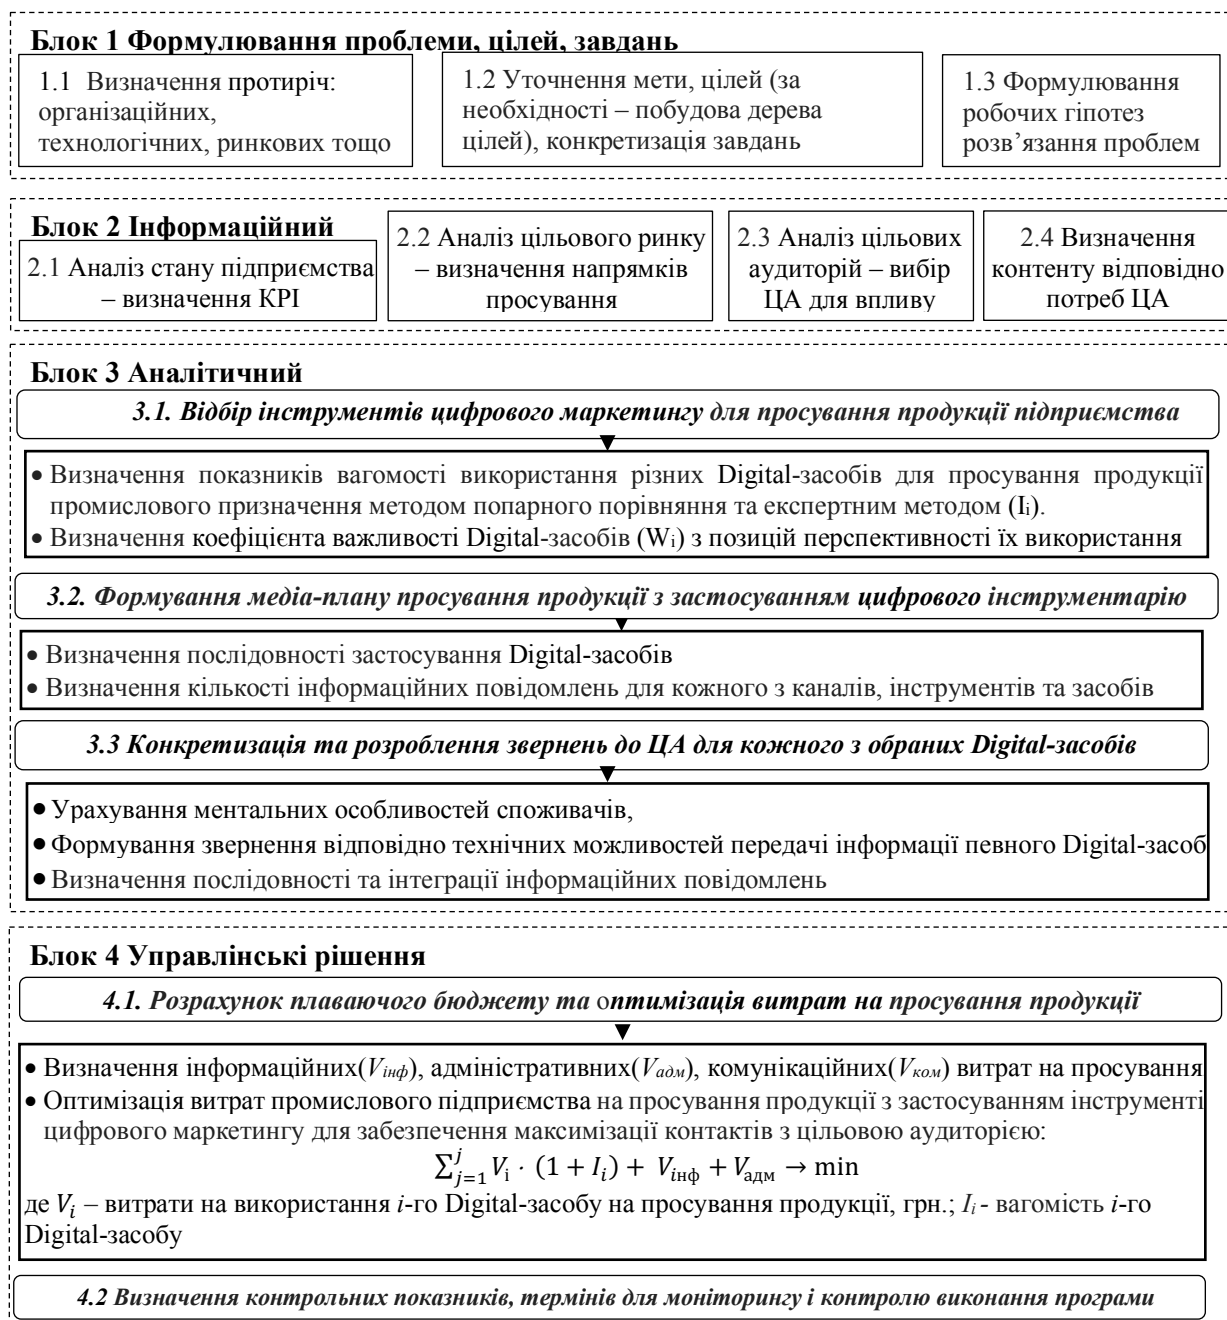 Блок 1 Формулювання проблеми, цілей, завдань
1.1 Визначення протиріч:
організаційних,
технологічних, ринкових тощо
1.2 Уточнення мети, цілей (за
необхідності – побудова дерева
цілей), конкретизація завдань
1.3 Формулювання
робочих гіпотез
розв’язання проблем
Блок 2 Інформаційний
2.1 Аналіз стану підприємства
– визначення KPI
2.2 Аналіз цільового ринку
– визначення напрямків
просування
2.3 Аналіз цільових
аудиторій – вибір
ЦА для впливу
2.4 Визначення
контенту відповідно
потреб ЦА
Блок 3 Аналітичний
3.1. Відбір інструментів цифрового маркетингу для просування продукції підприємства
• Визначення показників вагомості використання різних Digital-засобів для просування продукції
промислового призначення методом попарного порівняння та експертним методом (Ii).
• Визначення коефіцієнта важливості Digital-засобів (Wi) з позицій перспективності їх використання
3.2. Формування медіа-плану просування продукції з застосуванням цифрового інструментарію
• Визначення послідовності застосування Digital-засобів
• Визначення кількості інформаційних повідомлень для кожного з каналів, інструментів та засобів
3.3 Конкретизація та розроблення звернень до ЦА для кожного з обраних Digital-засобів
• Урахування ментальних особливостей споживачів,
• Формування звернення відповідно технічних можливостей передачі інформації певного Digital-засоб
• Визначення послідовності та інтеграції інформаційних повідомлень
Блок 4 Управлінські рішення
4.1. Розрахунок плаваючого бюджету та оптимізація витрат на просування продукції
• Визначення інформаційних(Vінф), адміністративних(Vадм), комунікаційних(Vком) витрат на просування
• Оптимізація витрат промислового підприємства на просування продукції з застосуванням інструменті
цифрового маркетингу для забезпечення максимізації контактів з цільовою аудиторією:
∑_{j=1}^{j} Vi · (1 + Ii) + Vінф + Vадм → min
де Vi – витрати на використання i-го Digital-засобу на просування продукції, грн.; Ii - вагомість i-го
Digital-засобу
4.2 Визначення контрольних показників, термінів для моніторингу і контролю виконання програми